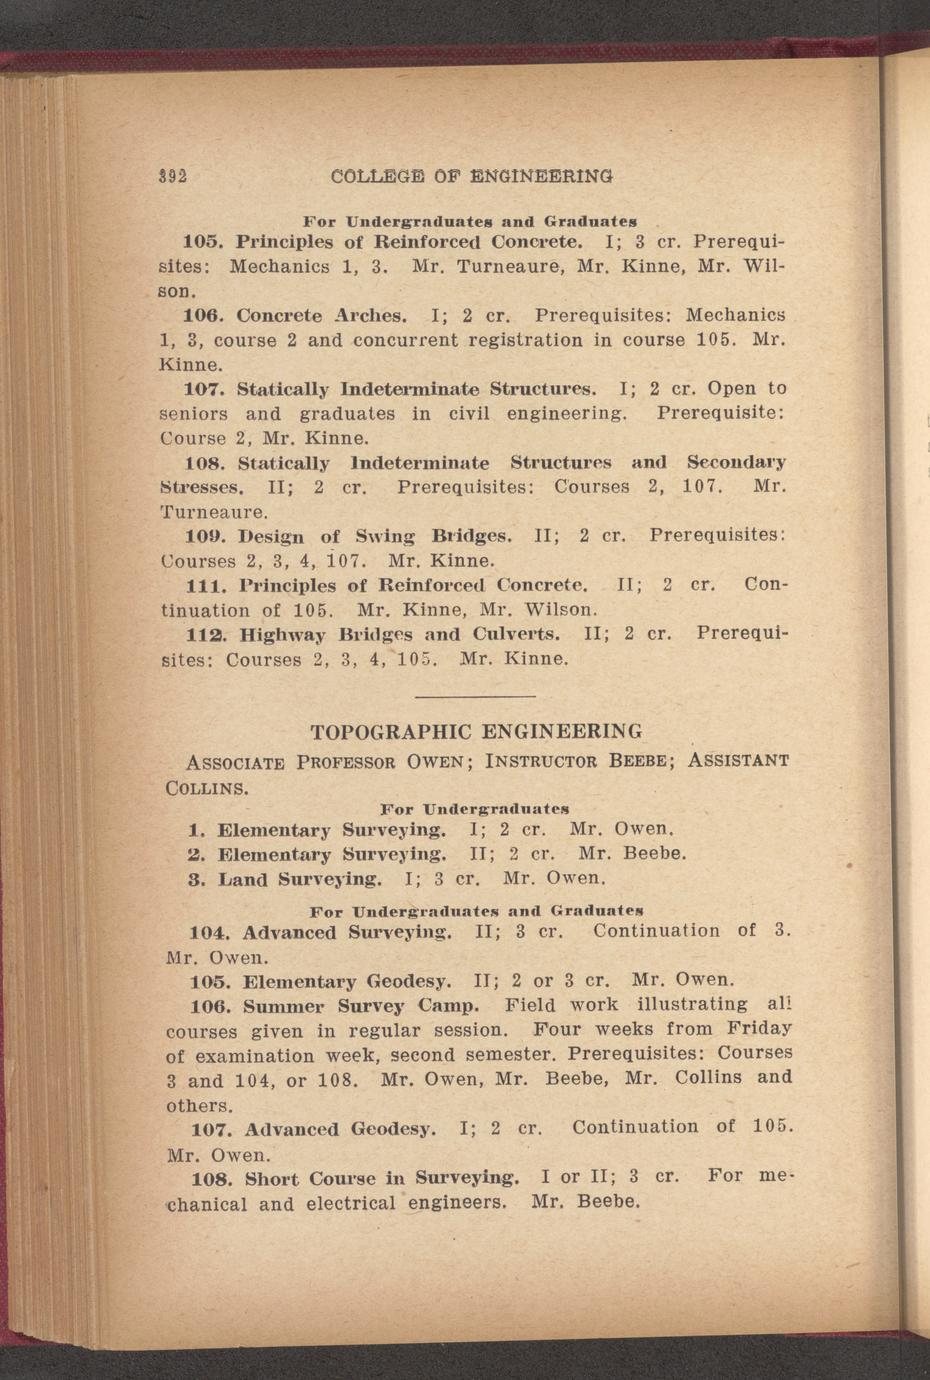 392 COLLEGE OF ENGINEERING
For Undergraduates and Graduates
105. Principles of Reinforced Concrete. I; 3 cr. Prerequi-
sites: Mechanics 1, 3. Mr. Turneaure, Mr. Kinne, Mr. Wil-
son.
106. Concrete Arches. I; 2 cr. Prerequisites: Mechanics
1, 3, course 2 and concurrent registration in course 105. Mr.
Kinne.
107. Statically Indeterminate Structures. I; 2 cr. Open to
seniors and graduates in civil engineering. Prerequisite:
Course 2, Mr. Kinne.
108. Statically Indeterminate Structures and Secondary
Stresses. II; 2 cr. Prerequisites: Courses 2, 107. Mr.
Turneaure.
109. Design of Swing Bridges. II; 2 cr. Prerequisites:
Courses 2, 3, 4, 107. Mr. Kinne.
111. Principles of Reinforced Concrete. II; 2 cr. Con-
tinuation of 105. Mr. Kinne, Mr. Wilson.
112. Highway Bridges and Culverts. II; 2 cr. Prerequi-
sites: Courses 2, 3, 4, 105. Mr. Kinne.
TOPOGRAPHIC ENGINEERING
ASSOCIATE PROFESSOR OWEN; INSTRUCTOR BEEBE; ASSISTANT
COLLINS.
For Undergraduates
1. Elementary Surveying. I; 2 cr. Mr. Owen.
2. Elementary Surveying. II; 2 cr. Mr. Beebe.
3. Land Surveying. I; 3 cr. Mr. Owen.
For Undergraduates and Graduates
104. Advanced Surveying. II; 3 cr. Continuation of 3.
Mr. Owen.
105. Elementary Geodesy. II; 2 or 3 cr. Mr. Owen.
106. Summer Survey Camp. Field work illustrating all
courses given in regular session. Four weeks from Friday
of examination week, second semester. Prerequisites: Courses
3 and 104, or 108. Mr. Owen, Mr. Beebe, Mr. Collins and
others.
107. Advanced Geodesy. I; 2 cr. Continuation of 105.
Mr. Owen.
108. Short Course in Surveying. I or II; 3 cr. For me-
chanical and electrical engineers. Mr. Beebe.